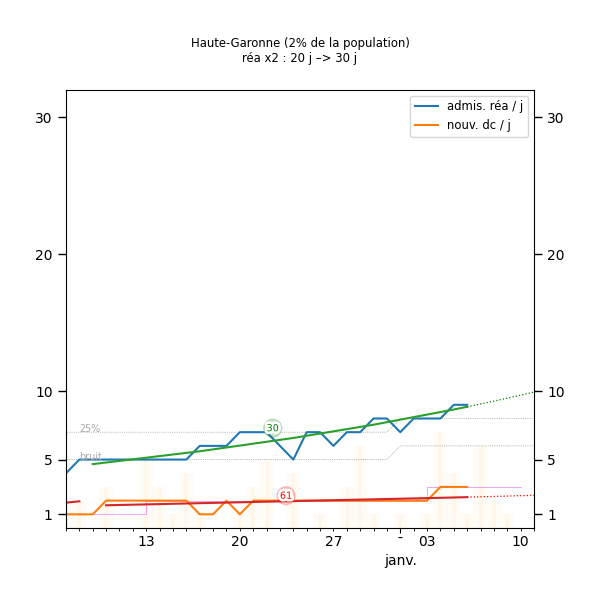 Haute-Garonne (2% de la population)
réa x2 : 20 j –> 30 j
admis. réa / j
nouv. dc / j
30 30
20 20
10 10
25%
30
bruit
5 5
61
1 1
13 20 27 - 03 10
janv.